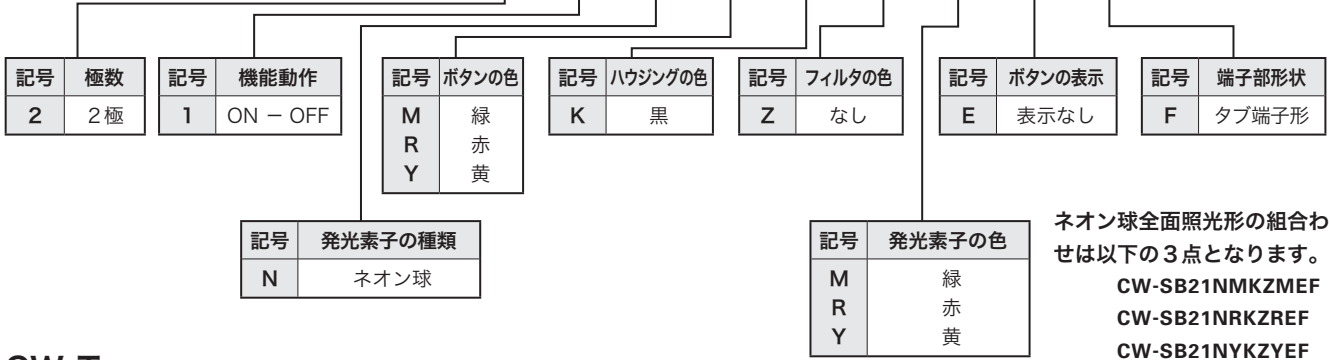 記号 極数
2 2極
記号 機能動作
1 ON － OFF
記号 ボタンの色
M 緑
R 赤
Y 黄
記号 ハウジングの色
K 黒
記号 フィルタの色
Z なし
記号 ボタンの表示
E 表示なし
記号 端子部形状
F タブ端子形
記号 発光素子の種類
N ネオン球
記号 発光素子の色
M 緑
R 赤
Y 黄
ネオン球全面照光形の組合わ
せは以下の３点となります。
CW-SB21NMKZMEF
CW-SB21NRKZREF
CW-SB21NYKZYEF